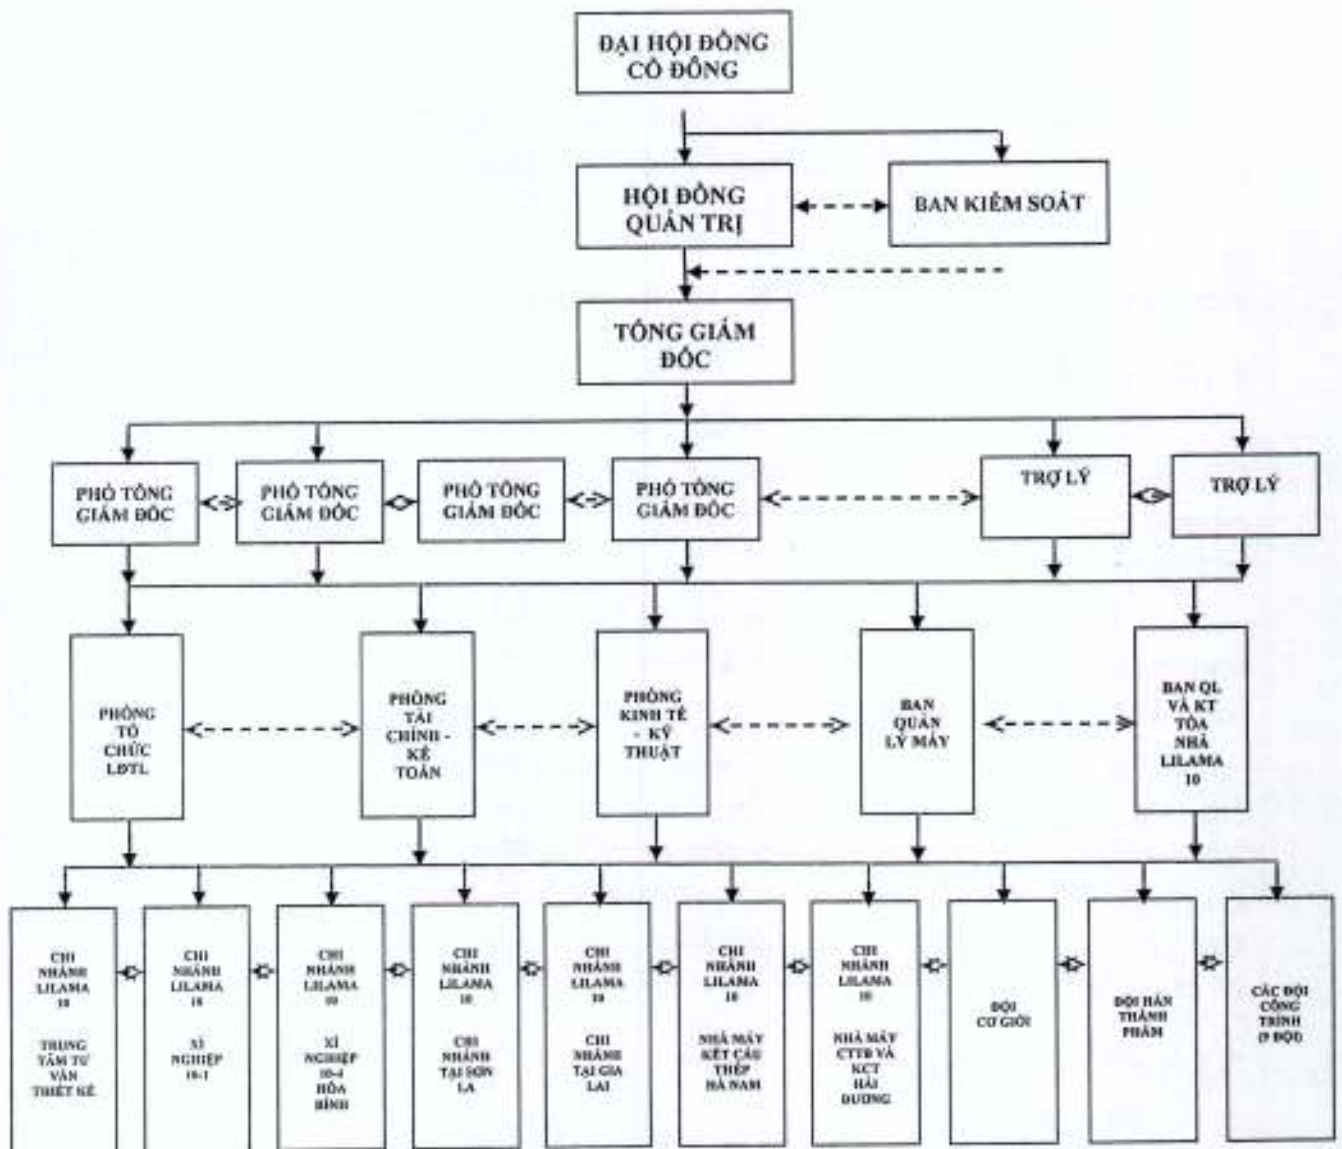 ĐẠI HỘI ĐỒNG
CỔ ĐÔNG
HỘI ĐỒNG
QUẢN TRỊ
BAN KIỂM SOÁT
TỔNG GIÁM
ĐỐC
PHÓ TỔNG
GIÁM ĐỐC
PHÓ TỔNG
GIÁM ĐỐC
PHÓ TỔNG
GIÁM ĐỐC
PHÓ TỔNG
GIÁM ĐỐC
TRỢ LÝ
TRỢ LÝ
PHÒNG
TỔ
CHỨC
LĐTL
PHÒNG
TÀI
CHÍNH -
KẾ
TOÁN
PHÒNG
KINH TẾ
- KỸ
THUẬT
BAN
QUẢN
LÝ MÁY
BAN QL
VÀ KT
TÒA
NHÀ
LILAMA
10
CHI
NHÁNH
LILAMA
10
TRUNG
TÂM TƯ
VẤN
THIẾT KẾ
CHI
NHÁNH
LILAMA
10
XÍ
NGHIỆP
10-1
CHI
NHÁNH
LILAMA
10
XÍ
NGHIỆP
10-4
HÒA
BÌNH
CHI
NHÁNH
LILAMA
10
CHI
NHÁNH
TẠI SƠN
LA
CHI
NHÁNH
LILAMA
10
CHI
NHÁNH
TẠI GIA
LAI
CHI
NHÁNH
LILAMA
10
NHÀ MÁY
KẾT CẤU
THÉP
HÀ NAM
CHI
NHÁNH
LILAMA
10
NHÀ MÁY
CTTB VÀ
KCT
HẢI
DƯƠNG
ĐỘI
CƠ GIỚI
ĐỘI HÀN
THÀNH
PHẨM
CÁC ĐỘI
CÔNG
TRÌNH
(9 ĐỘI)